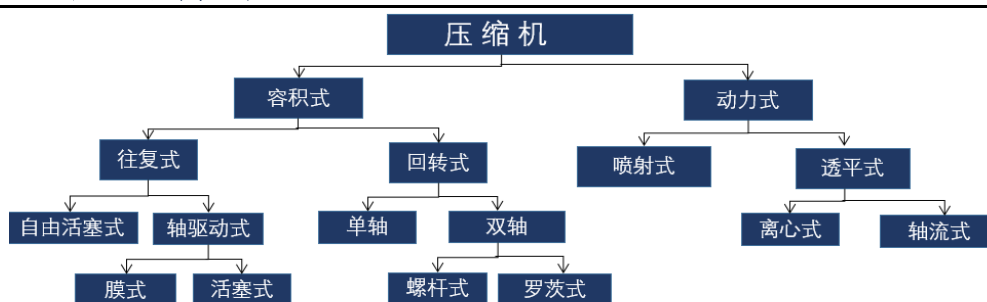 压缩机
容积式
动力式
往复式
回转式
喷射式
透平式
自由活塞式
轴驱动式
单轴
双轴
离心式
轴流式
膜式
活塞式
螺杆式
罗茨式